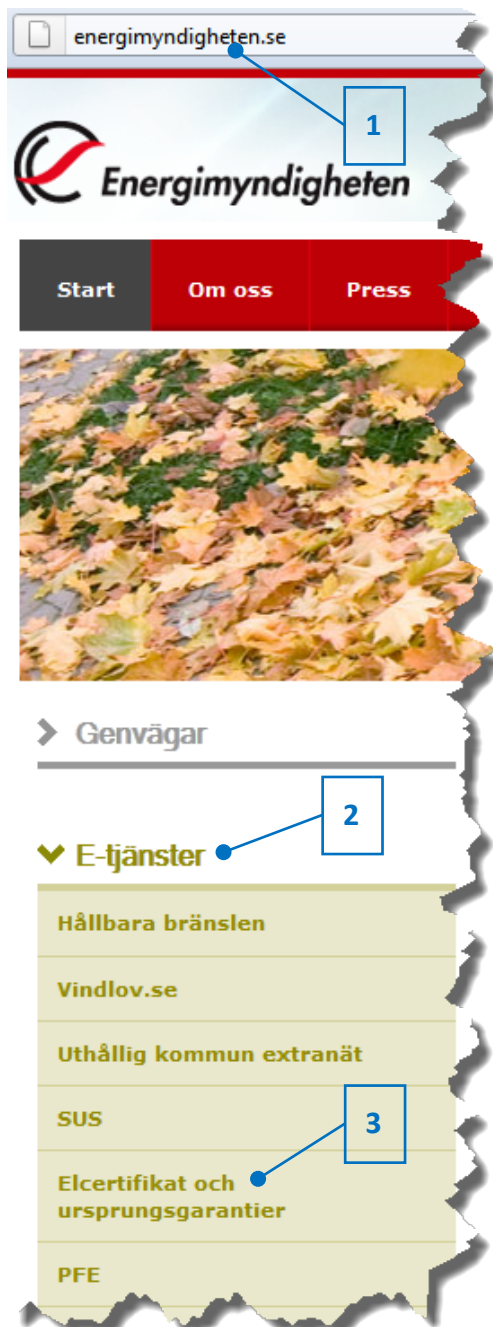 energimyndigheten.se
1
Energimyndigheten
Start Om oss Press
Genvägar
2
E-tjänster
Hållbara bränslen
Vindlov.se
Uthållig kommun extranät
SUS
3
Elcertifikat och
ursprungsgarantier
PFE